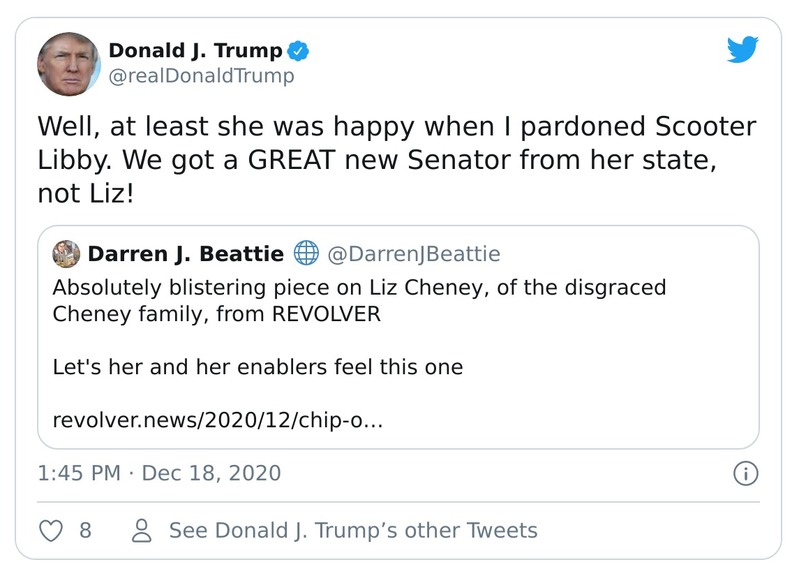 Donald J. Trump
@realDonaldTrump
Well, at least she was happy when I pardoned Scooter
Libby. We got a GREAT new Senator from her state,
not Liz!
Darren J. Beattie 🌐 @DarrenJBeattie
Absolutely blistering piece on Liz Cheney, of the disgraced
Cheney family, from REVOLVER
Let's her and her enablers feel this one
revolver.news/2020/12/chip-o…
1:45 PM · Dec 18, 2020
8 See Donald J. Trump’s other Tweets